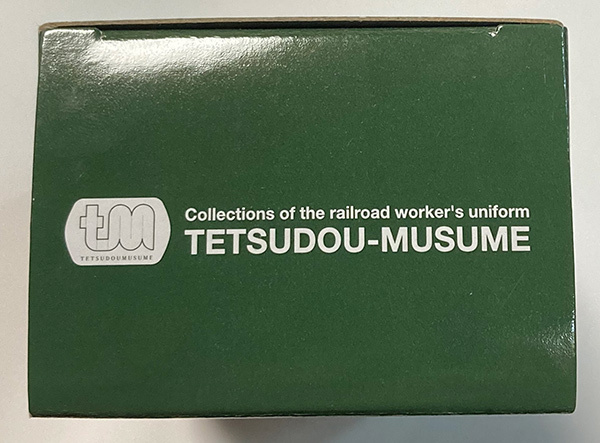 tm
TETSUDOUMUSUME
Collections of the railroad worker's uniform
TETSUDOU-MUSUME